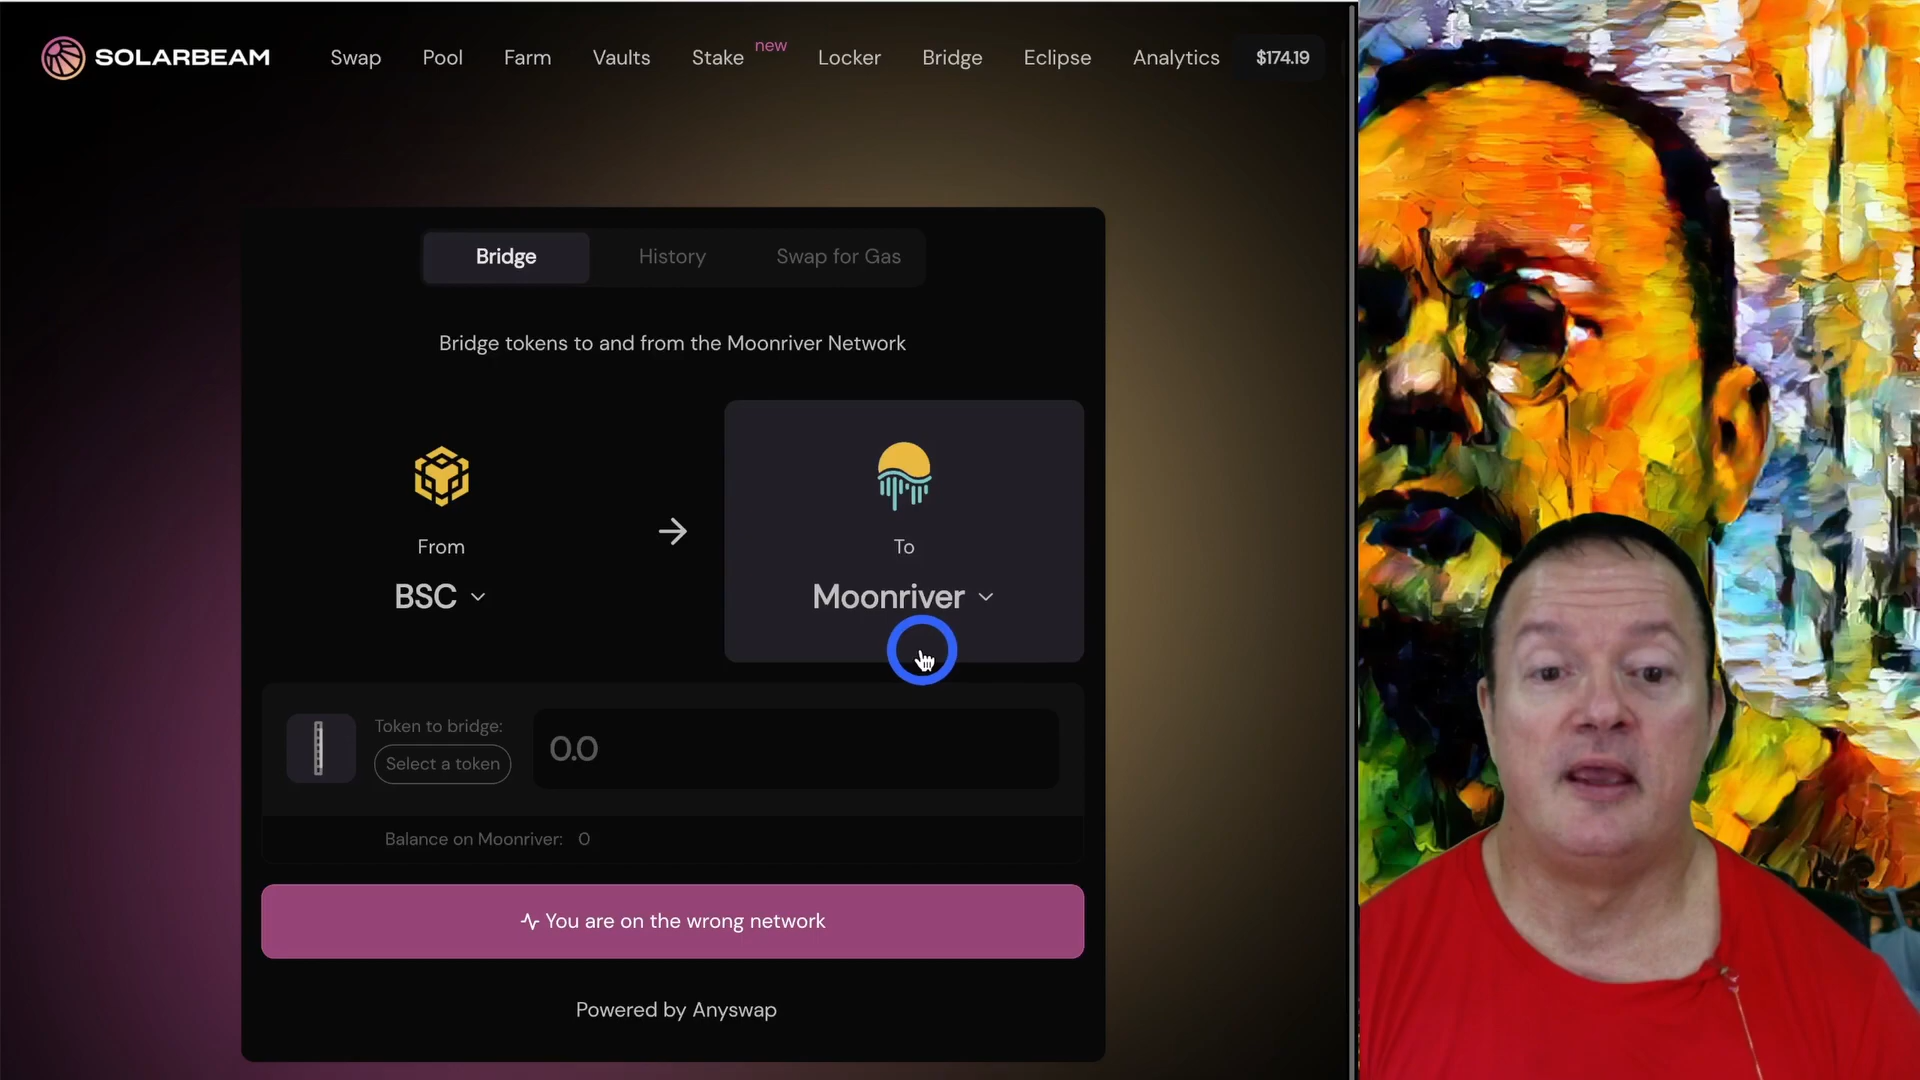 SOLARBEAM
Swap
Pool
Farm
Vaults
Stake
new
Locker
Bridge
Eclipse
Analytics
$174.19
Bridge
History
Swap for Gas
Bridge tokens to and from the Moonriver Network
From
BSC
To
Moonriver
Token to bridge:
Select a token
0.0
Balance on Moonriver: 0
You are on the wrong network
Powered by Anyswap